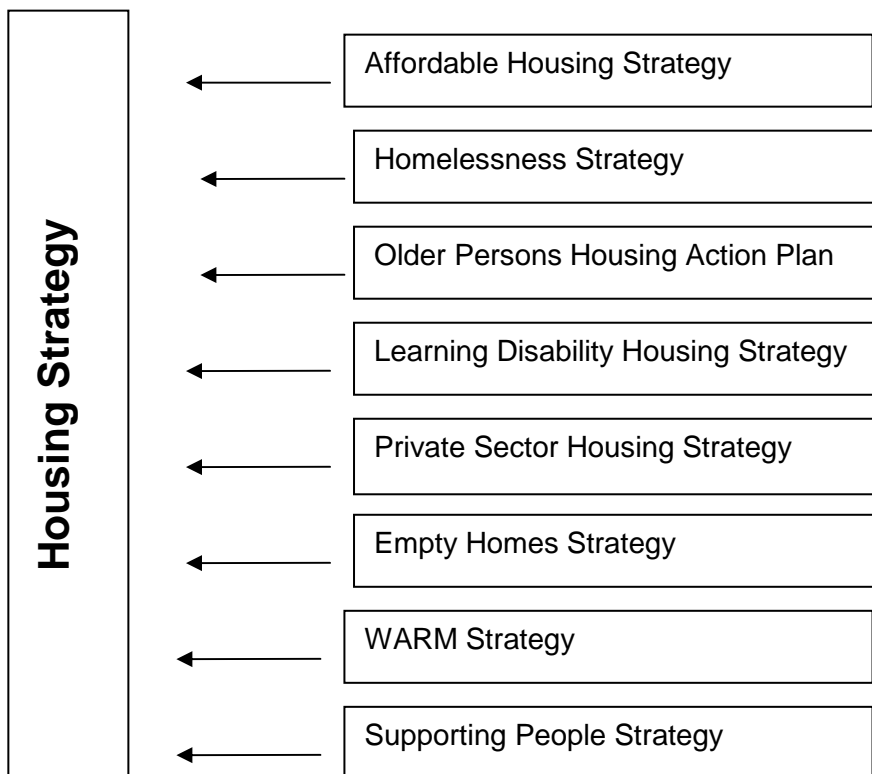 Housing Strategy
Affordable Housing Strategy
Homelessness Strategy
Older Persons Housing Action Plan
Learning Disability Housing Strategy
Private Sector Housing Strategy
Empty Homes Strategy
WARM Strategy
Supporting People Strategy